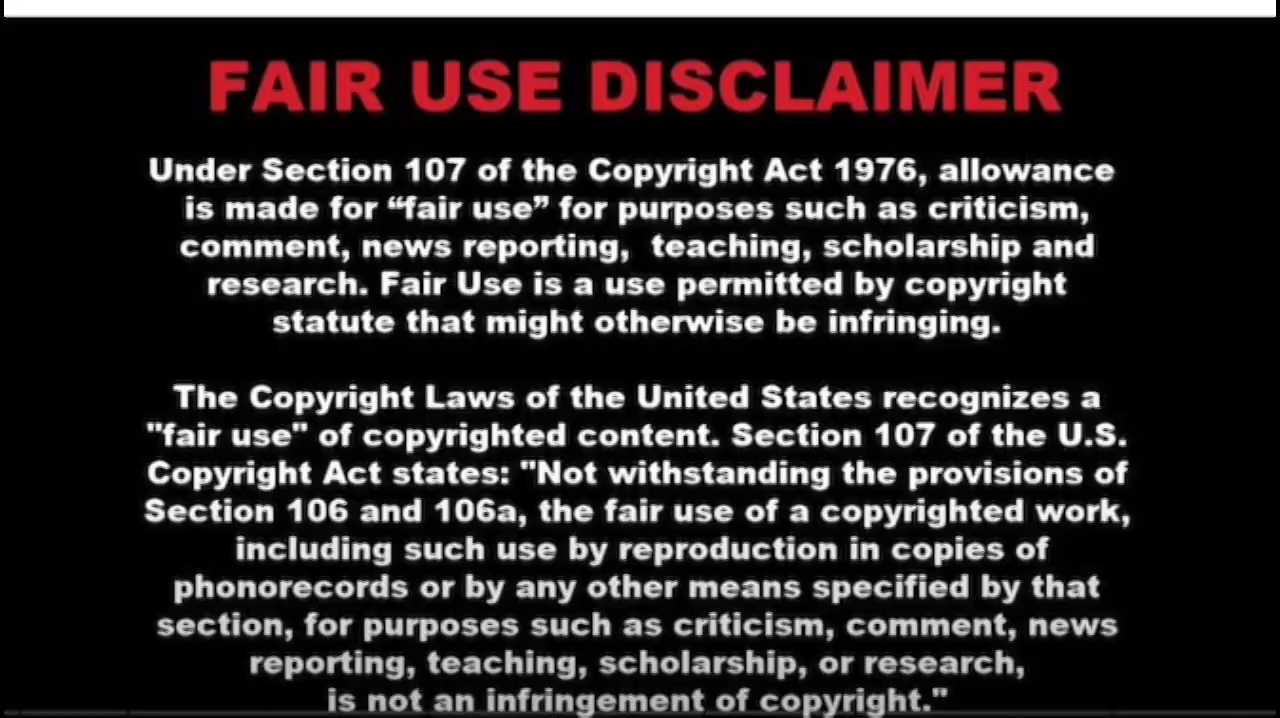 FAIR USE DISCLAIMER
Under Section 107 of the Copyright Act 1976, allowance
is made for “fair use” for purposes such as criticism,
comment, news reporting,  teaching, scholarship and
research. Fair Use is a use permitted by copyright
statute that might otherwise be infringing.
The Copyright Laws of the United States recognizes a
"fair use" of copyrighted content. Section 107 of the U.S.
Copyright Act states: "Not withstanding the provisions of
Section 106 and 106a, the fair use of a copyrighted work,
including such use by reproduction in copies of
phonorecords or by any other means specified by that
section, for purposes such as criticism, comment, news
reporting, teaching, scholarship, or research,
is not an infringement of copyright."